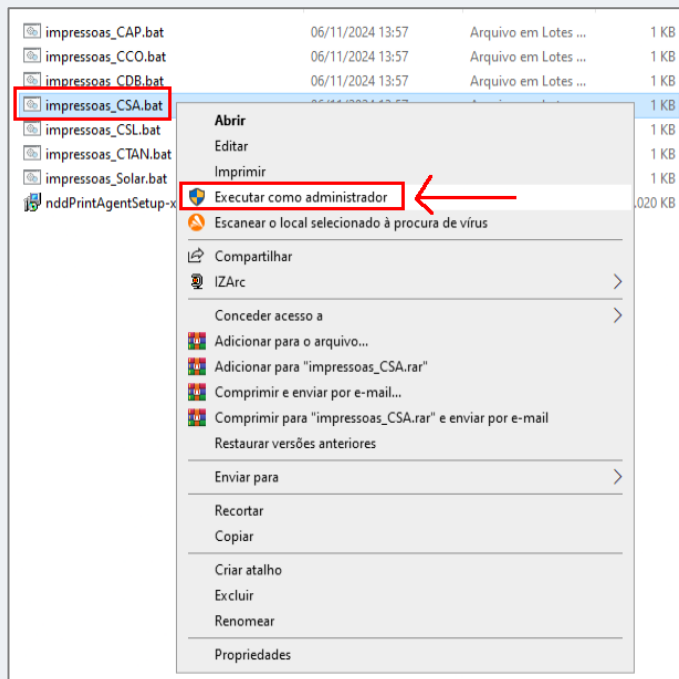 impressoas_CAP.bat 06/11/2024 13:57 Arquivo em Lotes ... 1 KB
impressoas_CCO.bat 06/11/2024 13:57 Arquivo em Lotes ... 1 KB
impressoas_CDB.bat 06/11/2024 13:57 Arquivo em Lotes ... 1 KB
impressoas_CSA.bat 1 KB
impressoas_CSL.bat 1 KB
impressoas_CTAN.bat 1 KB
impressoas_Solar.bat 1 KB
nddPrintAgentSetup-x .020 KB
Abrir
Editar
Imprimir
Executar como administrador
Escanear o local selecionado à procura de vírus
Compartilhar
IZArc
Conceder acesso a
Adicionar para o arquivo...
Adicionar para "impressoas_CSA.rar"
Comprimir e enviar por e-mail...
Comprimir para "impressoas_CSA.rar" e enviar por e-mail
Restaurar versões anteriores
Enviar para
Recortar
Copiar
Criar atalho
Excluir
Renomear
Propriedades